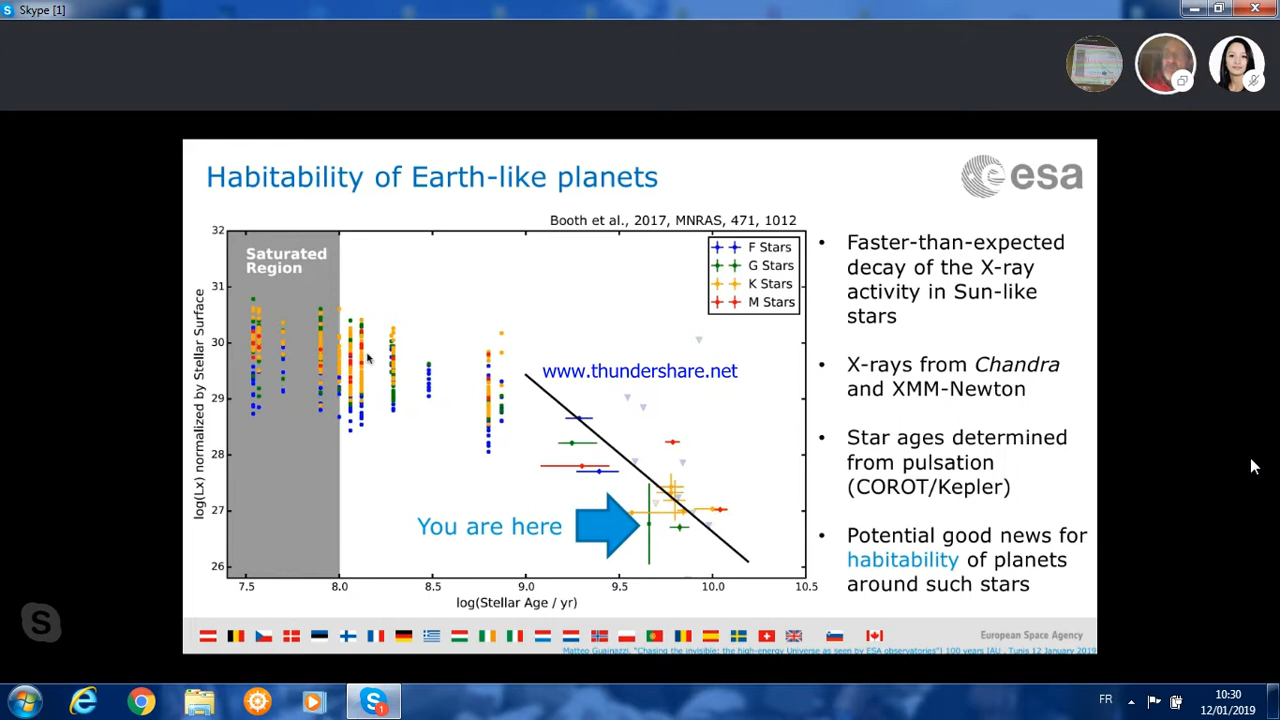 Skype [1]
Habitability of Earth-like planets
esa
Booth et al., 2017, MNRAS, 471, 1012
log(Lx) normalized by Stellar Surface
32
31
30
29
28
27
26
Saturated
Region
F Stars
G Stars
K Stars
M Stars
www.thundershare.net
You are here
7.5 8.0 8.5 9.0 9.5 10.0 10.5
log(Stellar Age / yr)
• Faster-than-expected
decay of the X-ray
activity in Sun-like
stars
• X-rays from Chandra
and XMM-Newton
• Star ages determined
from pulsation
(COROT/Kepler)
• Potential good news for
habitability of planets
around such stars
European Space Agency
Matteo Guainazzi, "Chasing the invisible: the high-energy Universe as seen by ESA observatories"| 100 years IAU , Tunis 12 January 2019
1
FR
10:30
12/01/2019